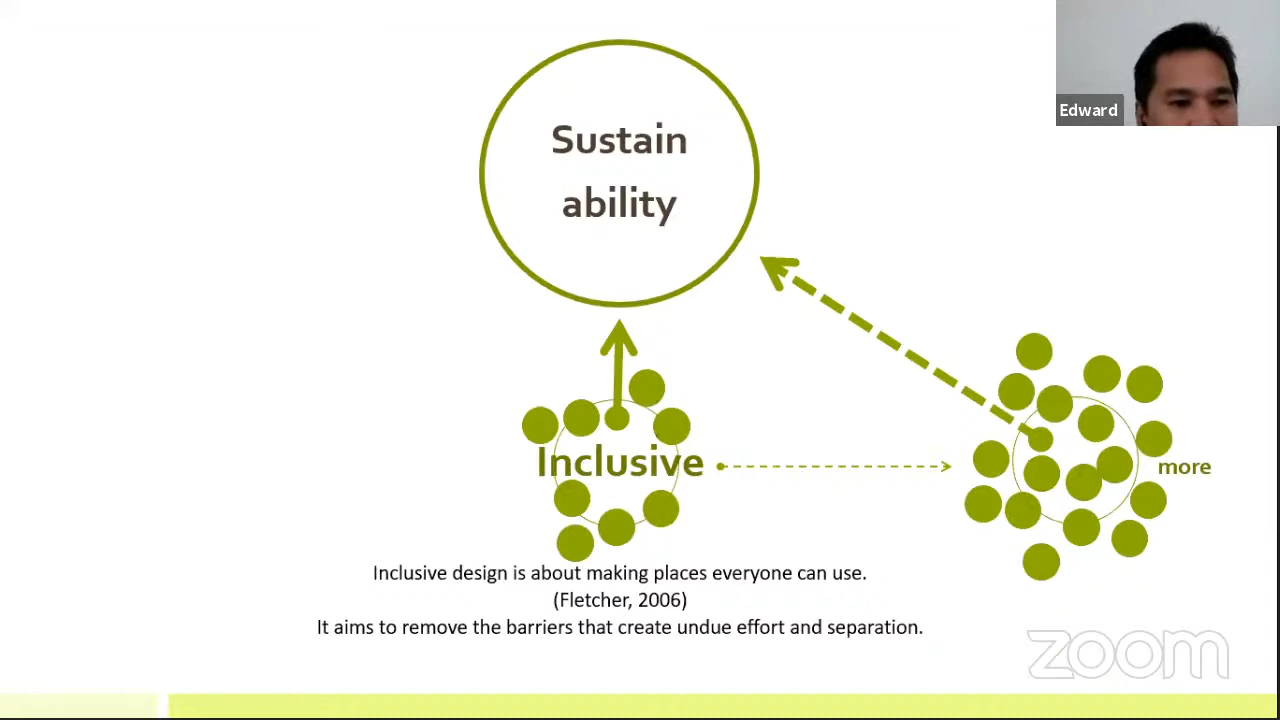 Edward
Sustain
ability
Inclusive
more
Inclusive design is about making places everyone can use.
(Fletcher, 2006)
It aims to remove the barriers that create undue effort and separation.
zoom